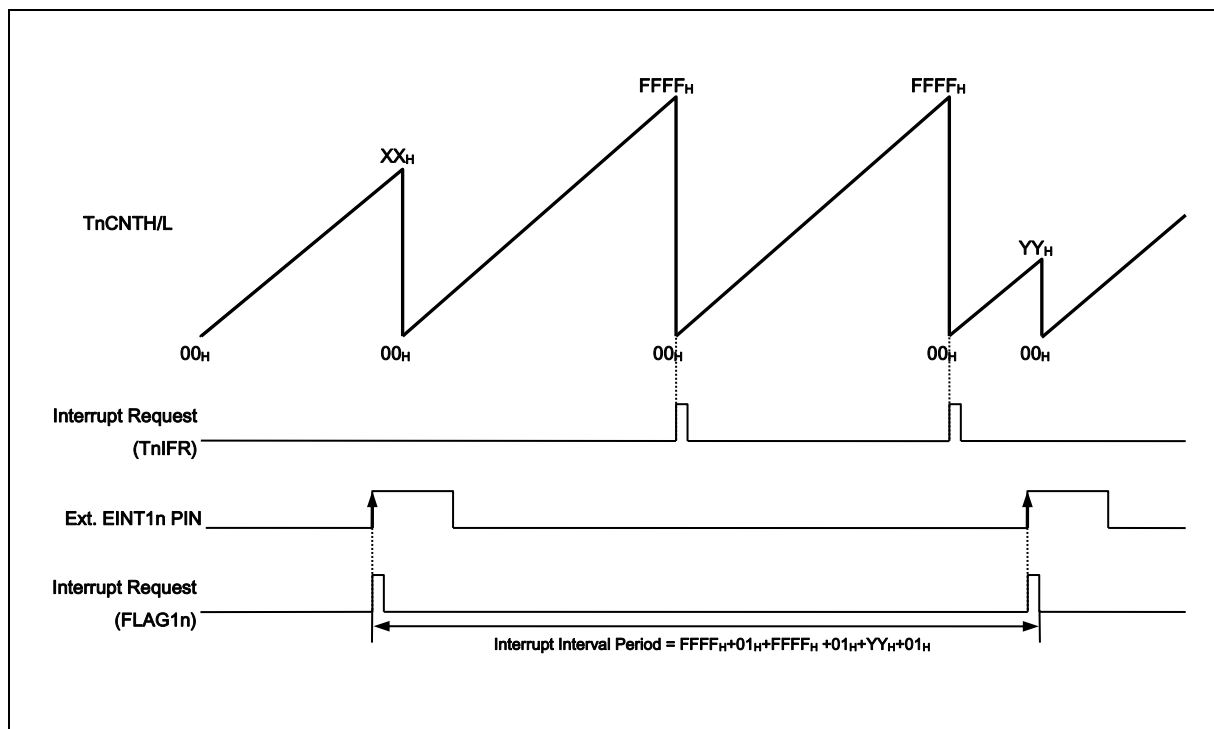 FFFFH FFFFH
XXH
TnCNTH/L
YYH
00H 00H 00H 00H 00H
Interrupt Request
(TnIFR)
Ext. EINT1n PIN
Interrupt Request
(FLAG1n)
Interrupt Interval Period = FFFFH+01H+FFFFH +01H+YYH+01H